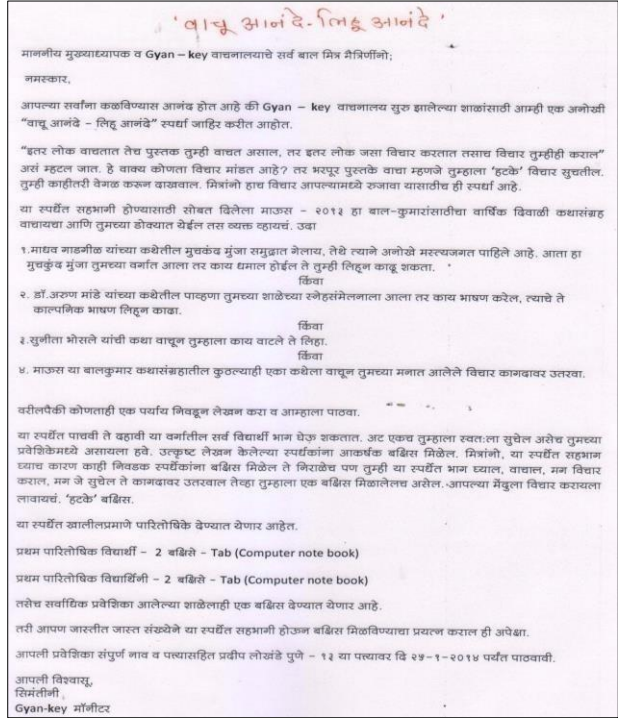 'वाचू आनंदे - लिहू आनंदे'
माननीय मुख्याध्यापक व Gyan – key वाचनालयाचे सर्व बाल मित्र मैत्रिणींनो;
नमस्कार,
आपल्या सर्वांना कळविण्यास आनंद होत आहे की Gyan – key वाचनालय सुरु झालेल्या शाळांसाठी आम्ही एक अनोखी
"वाचू आनंदे – लिहू आनंदे" स्पर्धा जाहिर करीत आहोत.
"इतर लोक वाचतात तेच पुस्तक तुम्ही वाचत असाल, तर इतर लोक जसा विचार करतात तसाच विचार तुम्हीही कराल"
असं म्हटल जात. हे वाक्य कोणता विचार मांडत आहे? तर भरपूर पुस्तके वाचा म्हणजे तुम्हाला 'हटके' विचार सुचतील.
तुम्ही काहीतरी वेगळ करून दाखवाल. मित्रांनो हाच विचार आपल्यामध्ये रुजावा यासाठीच ही स्पर्धा आहे.
या स्पर्धेत सहभागी होण्यासाठी सोबत दिलेला माऊस - २०१३ हा बाल-कुमारांसाठीचा वार्षिक दिवाळी कथासंग्रह
वाचायचा आणि तुमच्या डोक्यात येईल तस व्यक्त व्हायचं. उदा
१.माधव गाडगीळ यांच्या कथेतील मुचकंद मुंजा समुद्रात गेलाय, तेथे त्याने अनोखे मस्त्यजगत पाहिले आहे. आता हा
मुचकुंद मुंजा तुमच्या वर्गात आला तर काय धमाल होईल ते तुम्ही लिहून काढू शकता.
किंवा
२. डॉ.अरुण मांडे यांच्या कथेतील पाव्हणा तुमच्या शाळेच्या स्नेहसंमेलनाला आला तर काय भाषण करेल, त्याचे ते
काल्पनिक भाषण लिहून काढा.
किंवा
३.सुनीता भोसले यांची कथा वाचून तुम्हाला काय वाटले ते लिहा.
किंवा
४. माऊस या बालकुमार कथासंग्रहातील कुठल्याही एका कथेला वाचून तुमच्या मनात आलेले विचार कागदावर उतरवा.
वरीलपैकी कोणताही एक पर्याय निवडून लेखन करा व आम्हाला पाठवा.
या स्पर्धेत पाचवी ते दहावी या वर्गातील सर्व विद्यार्थी भाग घेऊ शकतात. अट एकच तुम्हाला स्वत:ला सुचेल असेच तुमच्या
प्रवेशिकेमध्ये असायला हवे. उत्कृष्ट लेखन केलेल्या स्पर्धकांना आकर्षक बक्षिस मिळेल. मित्रांनो, या स्पर्धेत सहभाग
घ्याच कारण काही निवडक स्पर्धेकांना बक्षिस मिळेल ते निराळेच पण तुम्ही या स्पर्धेत भाग घ्याल, वाचाल, मग विचार
कराल, मग जे सुचेल ते कागदावर उतरवाल तेव्हा तुम्हाला एक बक्षिस मिळालेलच असेल. आपल्या मेंदुला विचार करायला
लावायचं. 'हटके' बक्षिस.
या स्पर्धेत खालीलप्रमाणे पारितोषिके देण्यात येणार आहेत.
प्रथम पारितोषिक विद्यार्थी - 2 बक्षिसे - Tab (Computer note book)
प्रथम पारितोषिक विद्यार्थिनी - 2 बक्षिसे - Tab (Computer note book)
तसेच सर्वाधिक प्रवेशिका आलेल्या शाळेलाही एक बक्षिस देण्यात येणार आहे.
तरी आपण जास्तीत जास्त संख्येने या स्पर्धेत सहभागी होऊन बक्षिस मिळविण्याचा प्रयत्न कराल ही अपेक्षा.
आपली प्रवेशिका संपुर्ण नाव व पत्त्यासहित प्रदीप लोखंडे पुणे - १३ या पत्त्यावर दि २५-१-२०१४ पर्यंत पाठवावी.
आपली विश्वासू,
सिमंतीनी,
Gyan-key मॉनीटर